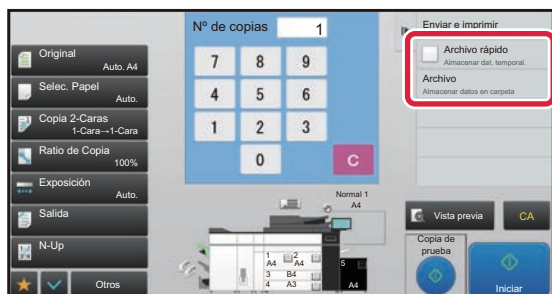 Original
Auto. A4
Selec. Papel
Auto.
Copia 2-Caras
1-Cara→1-Cara
Ratio de Copia
100%
Exposición
Auto.
Salida
N-Up
Otros
Nº de copias
1
7 8 9
4 5 6
1 2 3
0 C
Normal 1
A4
1 A4 2 A4
3 B4
4 A3
5
A4
Enviar e imprimir
Archivo rápido
Almacenar dat. temporal.
Archivo
Almacenar datos en carpeta
Vista previa
CA
Copia de
prueba
Iniciar